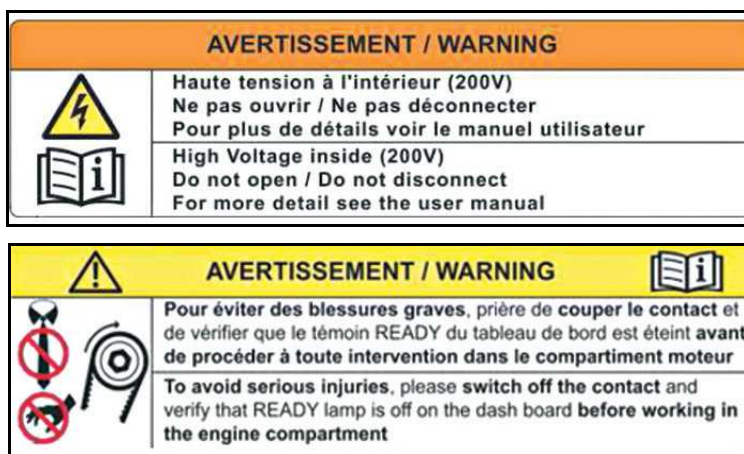 AVERTISSEMENT / WARNING
Haute tension à l'intérieur (200V)
Ne pas ouvrir / Ne pas déconnecter
Pour plus de détails voir le manuel utilisateur
High Voltage inside (200V)
Do not open / Do not disconnect
For more detail see the user manual
AVERTISSEMENT / WARNING
Pour éviter des blessures graves, prière de couper le contact et
de vérifier que le témoin READY du tableau de bord est éteint avant
de procéder à toute intervention dans le compartiment moteur
To avoid serious injuries, please switch off the contact and
verify that READY lamp is off on the dash board before working in
the engine compartment